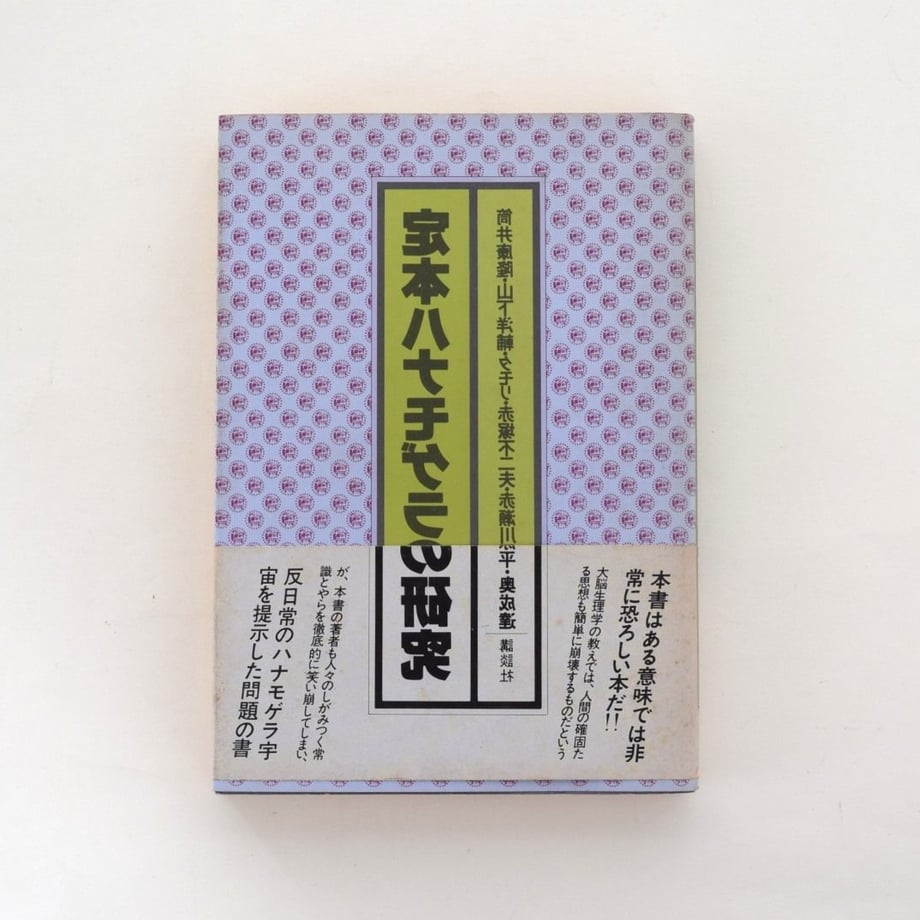 筒井康隆・山下洋輔・タモリ・赤塚不二夫・赤瀬川原平・奥成達 講談社
定本ハナモゲラの研究
本書はある意味では非
常に恐ろしい本だ!!
大脳生理学の教えでは、人間の確固た
る思想も簡単に崩壊するものだという
が、本書の著者も人々のしがみつく常
識とやらを徹底的に笑い崩してしまい、
反日常のハナモゲラ宇
宙を提示した問題の書